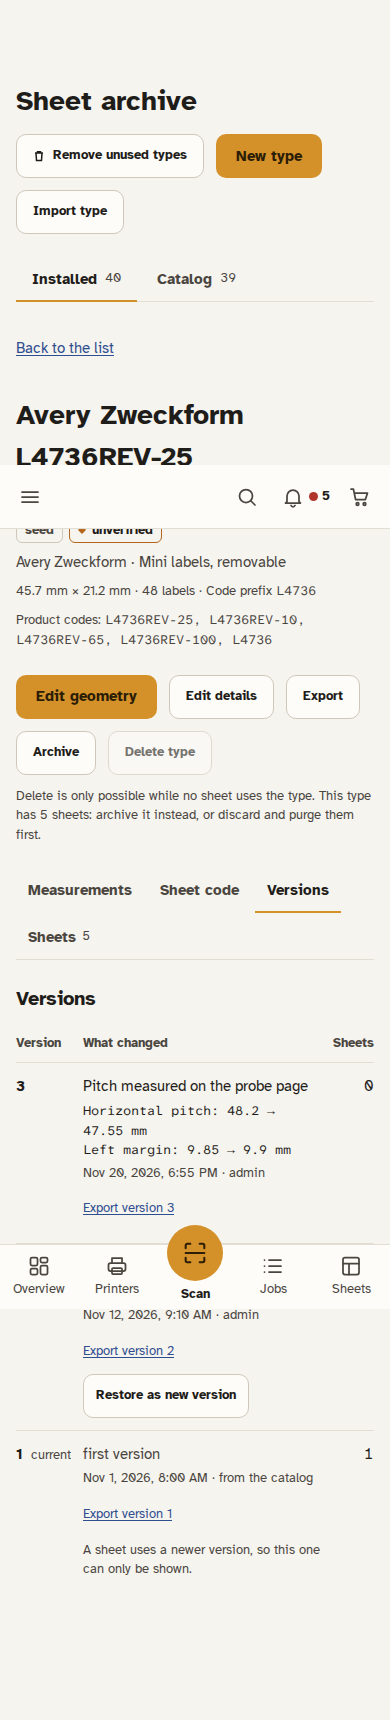 Sheet archive
Remove unused types
New type
Import type
Installed 40
Catalog 39
Back to the list
Avery Zweckform
L4736REV-25
5
seed
unverified
Avery Zweckform · Mini labels, removable
45.7 mm × 21.2 mm · 48 labels · Code prefix L4736
Product codes: L4736REV-25, L4736REV-10,
L4736REV-65, L4736REV-100, L4736
Edit geometry
Edit details
Export
Archive
Delete type
Delete is only possible while no sheet uses the type. This type
has 5 sheets: archive it instead, or discard and purge them
first.
Measurements
Sheet code
Versions
Sheets 5
Versions
Version What changed Sheets
3 Pitch measured on the probe page 0
Horizontal pitch: 48.2 →
47.55 mm
Left margin: 9.85 → 9.9 mm
Nov 20, 2026, 6:55 PM · admin
Export version 3
Overview
Printers
Scan
Jobs
Sheets
Nov 12, 2026, 9:10 AM · admin
Export version 2
Restore as new version
1 current first version 1
Nov 1, 2026, 8:00 AM · from the catalog
Export version 1
A sheet uses a newer version, so this one
can only be shown.